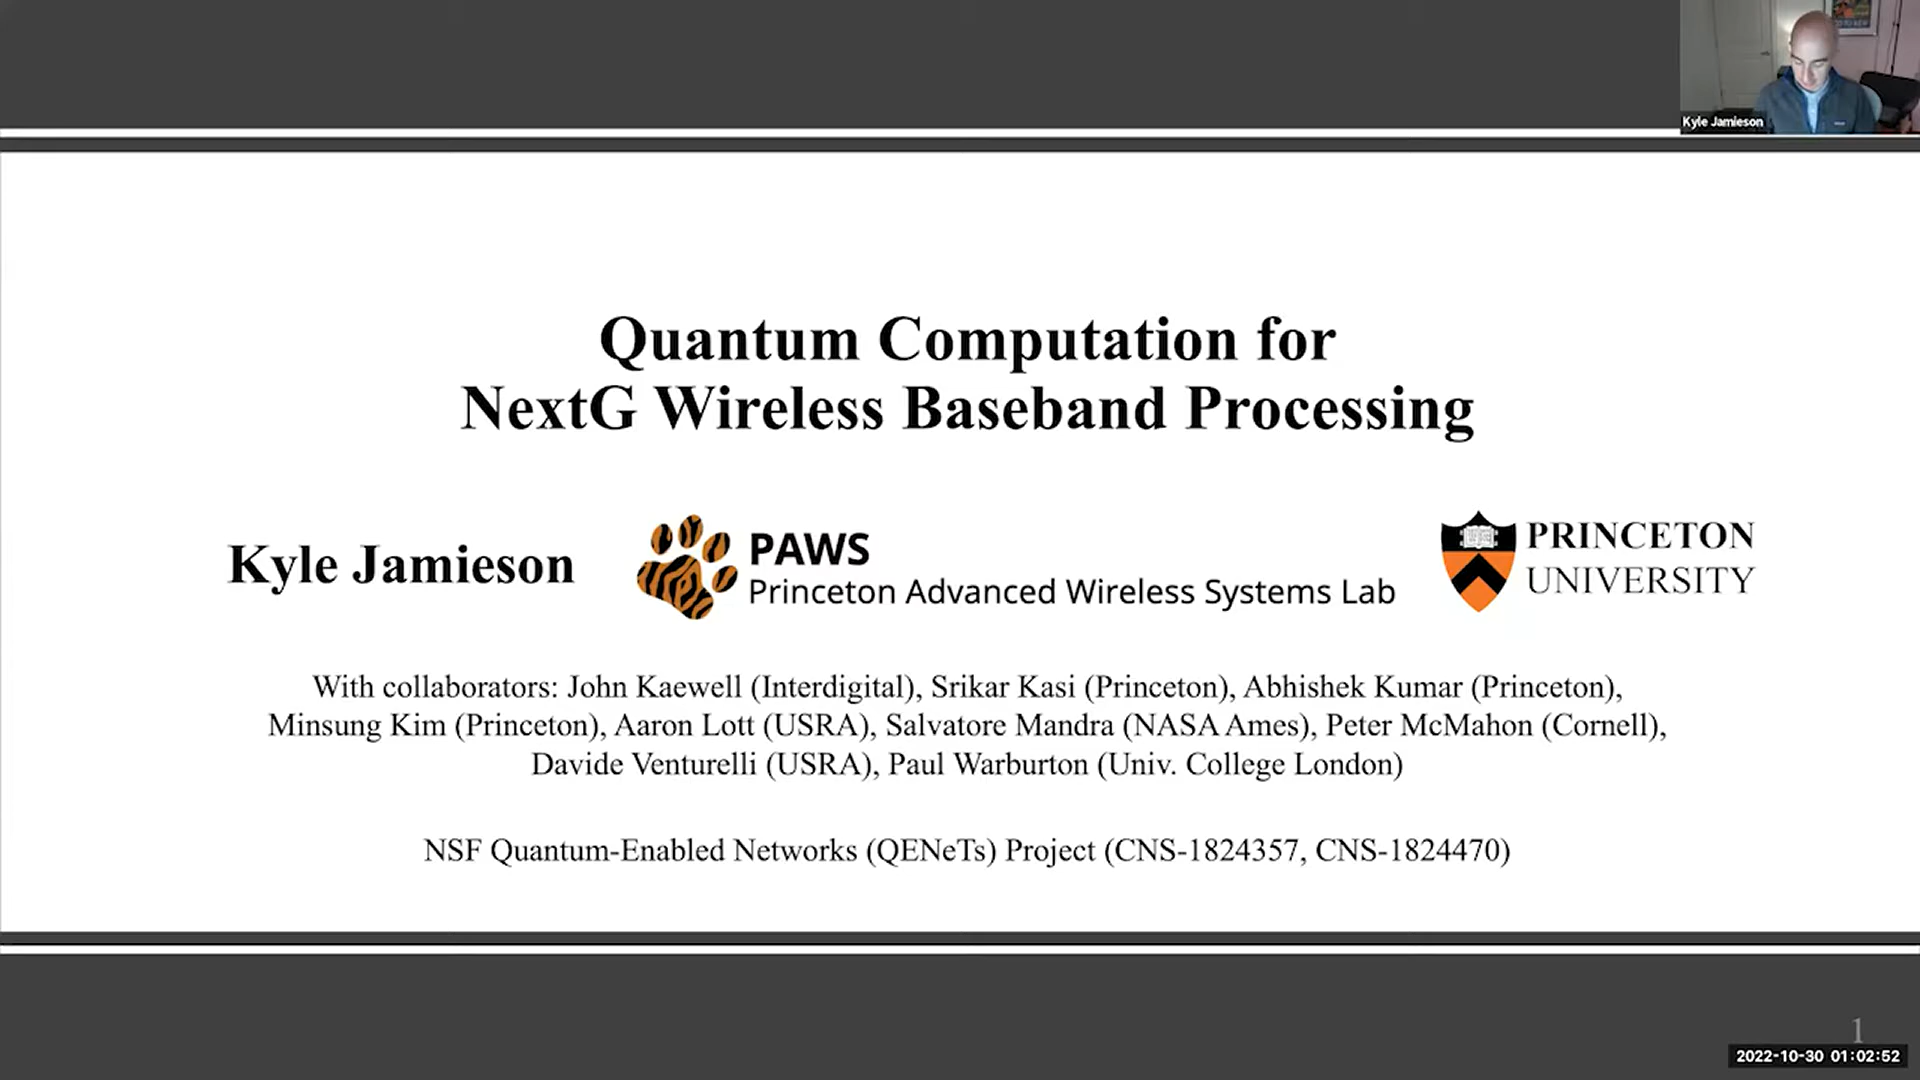 Kyle Jamieson
Quantum Computation for
NextG Wireless Baseband Processing
Kyle Jamieson
PAWS
Princeton Advanced Wireless Systems Lab
PRINCETON
UNIVERSITY
With collaborators: John Kaewell (Interdigital), Srikar Kasi (Princeton), Abhishek Kumar (Princeton),
Minsung Kim (Princeton), Aaron Lott (USRA), Salvatore Mandra (NASA Ames), Peter McMahon (Cornell),
Davide Venturelli (USRA), Paul Warburton (Univ. College London)
NSF Quantum-Enabled Networks (QENeTs) Project (CNS-1824357, CNS-1824470)
1
2022-10-30 01:02:52